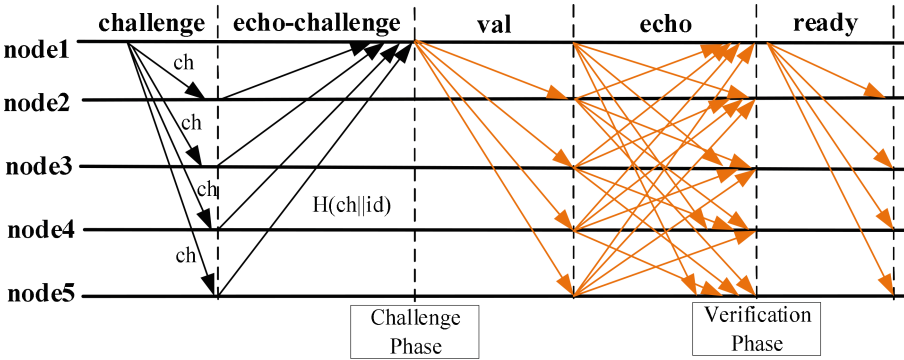 challenge echo-challenge val echo ready
node1
ch
node2
ch
node3
ch
H(ch||id)
node4
ch
node5
Challenge
Phase
Verification
Phase